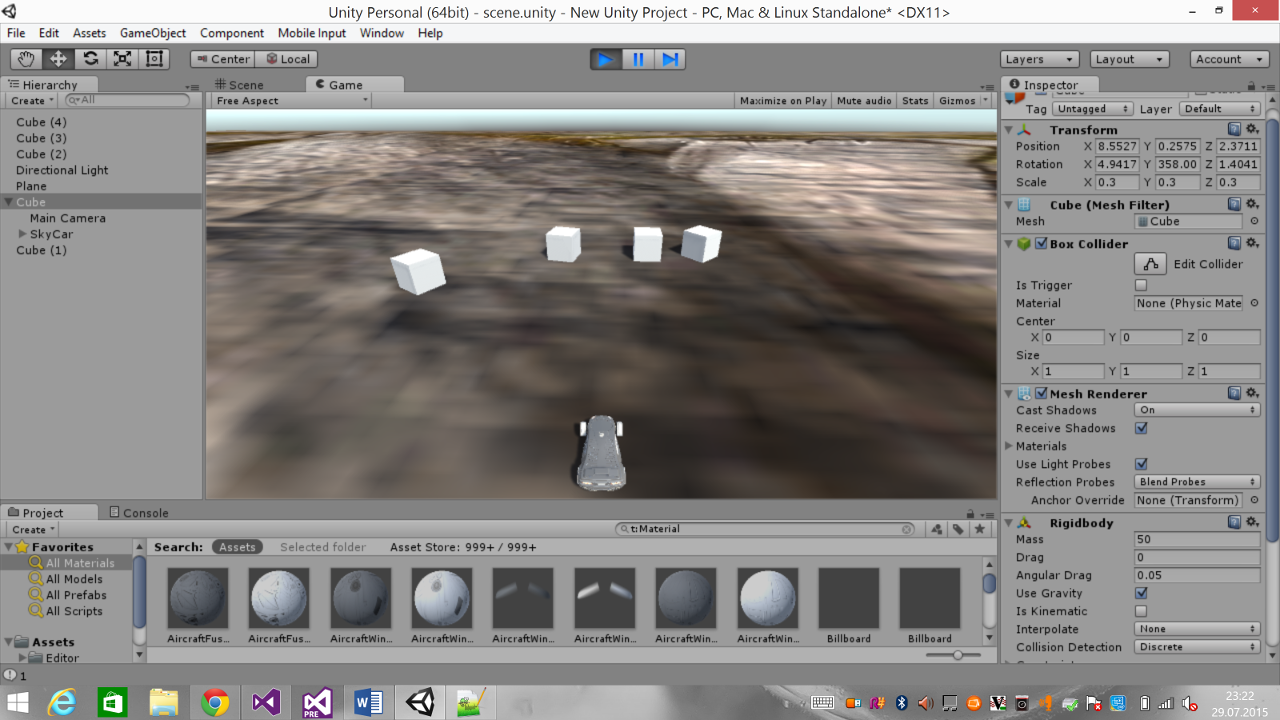 Unity Personal (64bit) - scene.unity - New Unity Project - PC, Mac & Linux Standalone* <DX11>
File Edit Assets GameObject Component Mobile Input Window Help
Center Local Layers Layout Account
Hierarchy
Create All
Cube (4)
Cube (3)
Cube (2)
Directional Light
Plane
Cube
Main Camera
SkyCar
Cube (1)
Scene Game
Free Aspect Maximize on Play Mute audio Stats Gizmos
Inspector
Tag Untagged Layer Default
Transform
Position X 8.5527 Y 0.2575 Z 2.3711
Rotation X 4.9417 Y 358.00 Z 1.4041
Scale X 0.3 Y 0.3 Z 0.3
Cube (Mesh Filter)
Mesh Cube
Box Collider
Edit Collider
Is Trigger
Material None (Physic Mate
Center
X 0 Y 0 Z 0
Size
X 1 Y 1 Z 1
Mesh Renderer
Cast Shadows On
Receive Shadows
Materials
Use Light Probes
Reflection Probes Blend Probes
Anchor Override None (Transform)
Rigidbody
Mass 50
Drag 0
Angular Drag 0.05
Use Gravity
Is Kinematic
Interpolate None
Collision Detection Discrete
Project Console
Create t:Material
Favorites
All Materials
All Models
All Prefabs
All Scripts
Assets
Editor
Search: Assets Selected folder Asset Store: 999+ / 999+
AircraftFus... AircraftFus... AircraftWin... AircraftWin... AircraftWin... AircraftWin... AircraftWin... AircraftWin... Billboard Billboard
1
PRE
23:22
29.07.2015